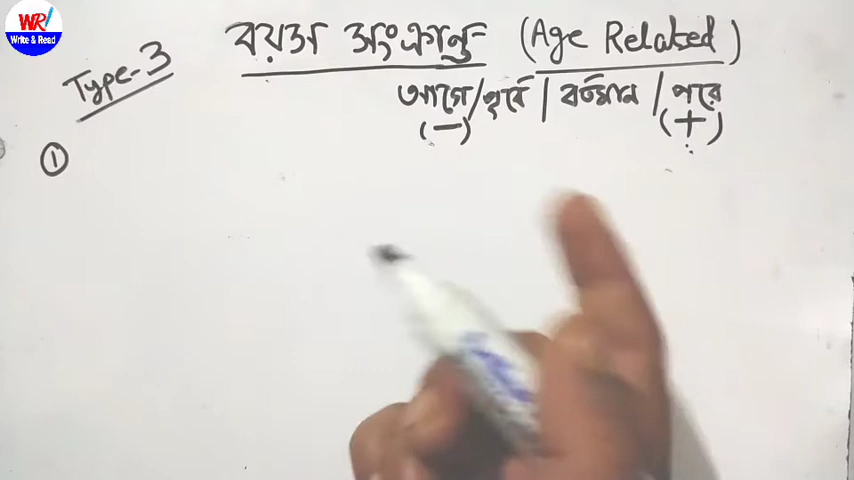 WR
Write & Read
Type-3
বয়স সংক্রান্ত (Age Related)
আগে/পূর্বে | বর্তমান | পরে
(-) (+)
①